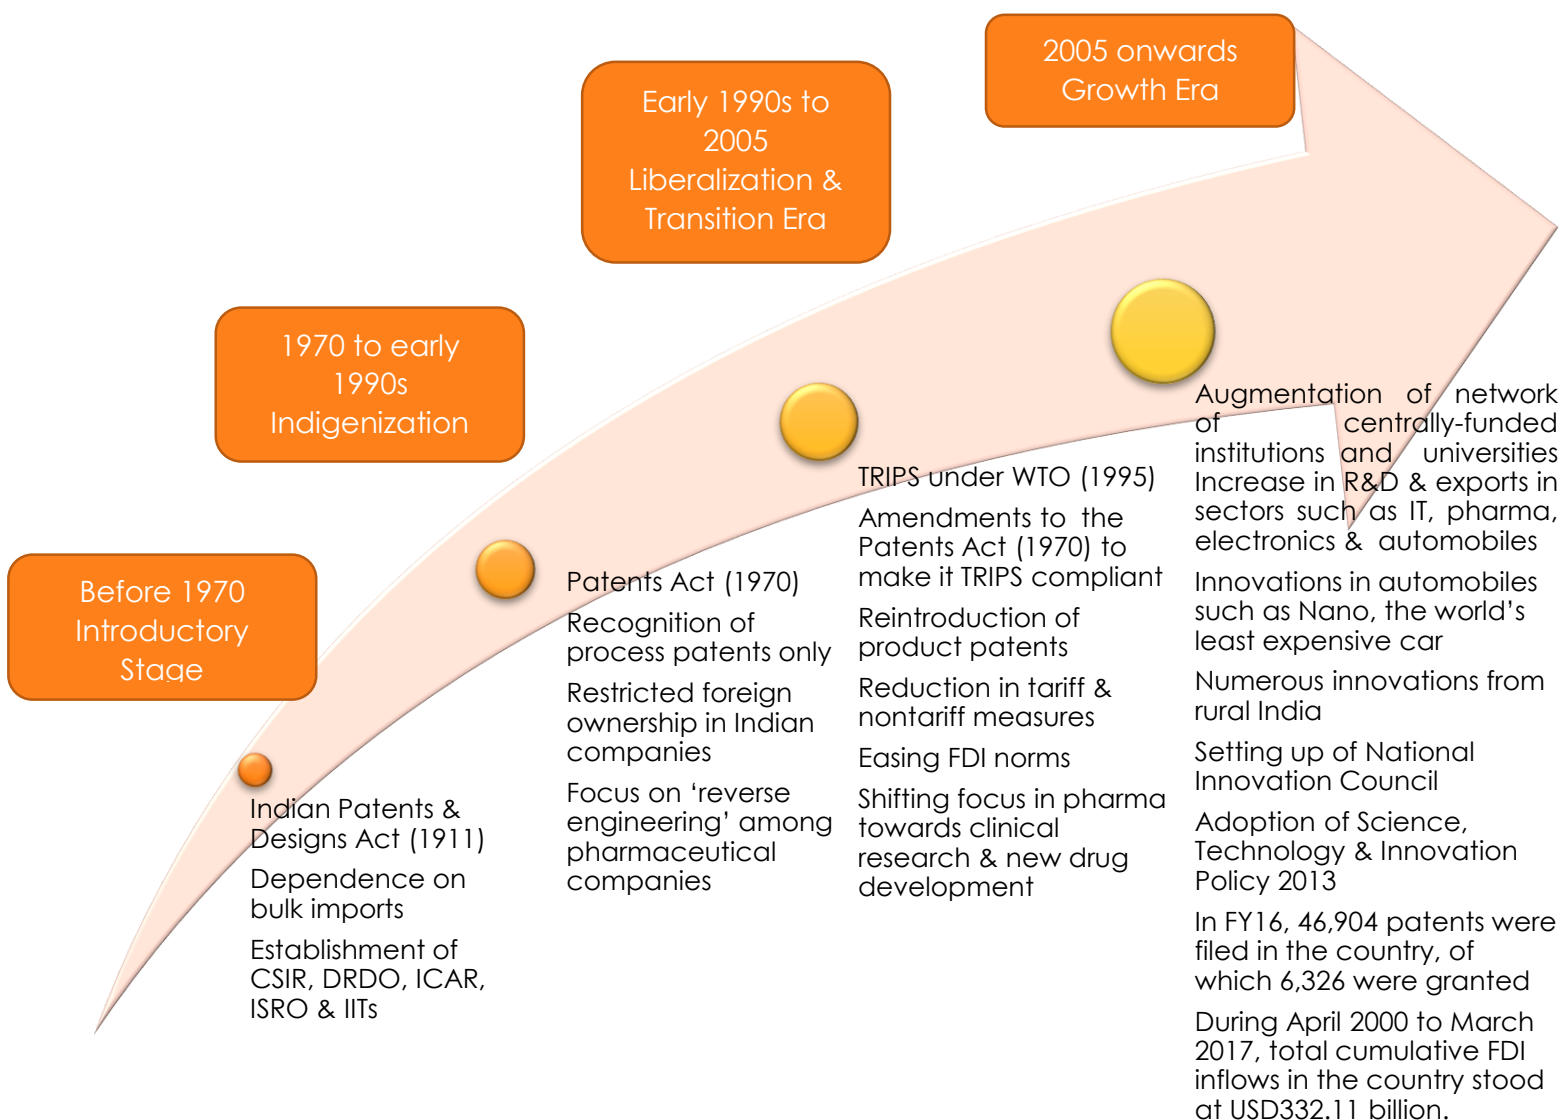 2005 onwards
Growth Era
Early 1990s to
2005
Liberalization &
Transition Era
1970 to early
1990s
Indigenization
Before 1970
Introductory
Stage
Indian Patents &
Designs Act (1911)
Dependence on
bulk imports
Establishment of
CSIR, DRDO, ICAR,
ISRO & IITs
Patents Act (1970)
Recognition of
process patents only
Restricted foreign
ownership in Indian
companies
Focus on ‘reverse
engineering’ among
pharmaceutical
companies
TRIPS under WTO (1995)
Amendments to the
Patents Act (1970) to
make it TRIPS compliant
Reintroduction of
product patents
Reduction in tariff &
nontariff measures
Easing FDI norms
Shifting focus in pharma
towards clinical
research & new drug
development
Augmentation of network
of centrally-funded
institutions and universities
Increase in R&D & exports in
sectors such as IT, pharma,
electronics & automobiles
Innovations in automobiles
such as Nano, the world’s
least expensive car
Numerous innovations from
rural India
Setting up of National
Innovation Council
Adoption of Science,
Technology & Innovation
Policy 2013
In FY16, 46,904 patents were
filed in the country, of
which 6,326 were granted
During April 2000 to March
2017, total cumulative FDI
inflows in the country stood
at USD332.11 billion.